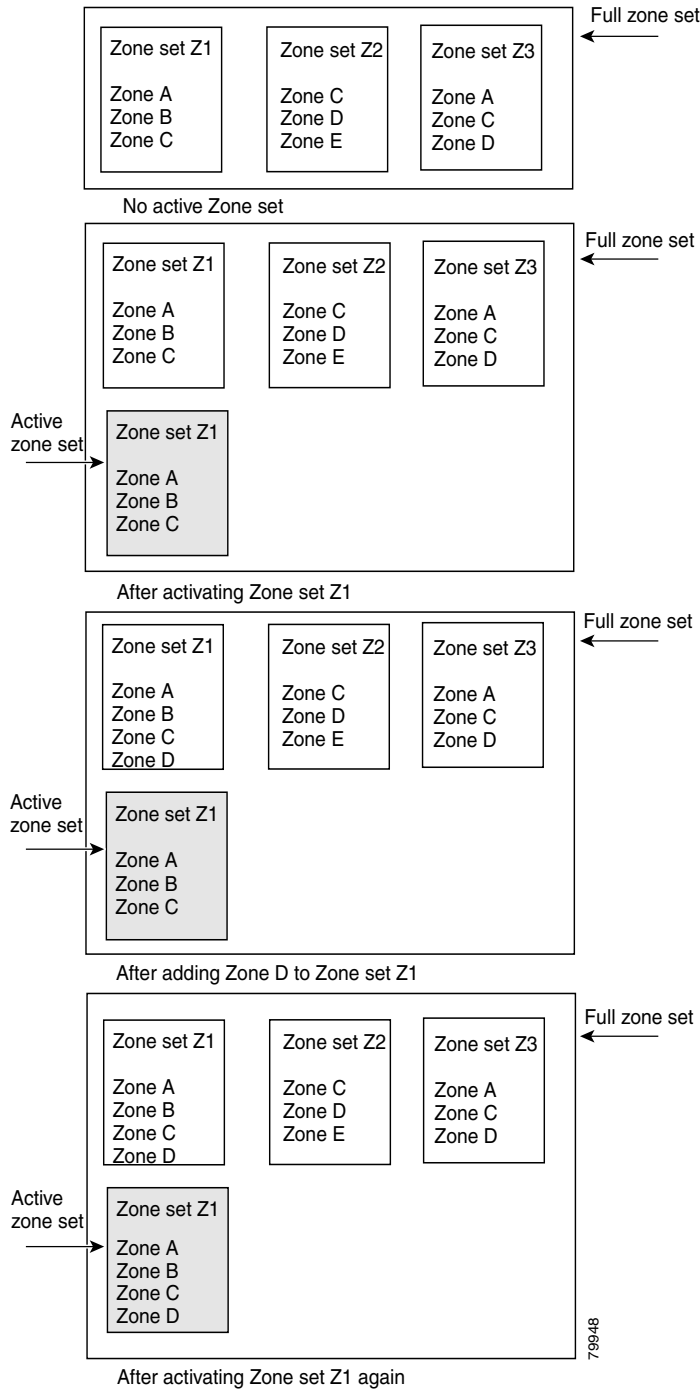 Full zone set
Zone set Z1
Zone A
Zone B
Zone C
Zone set Z2
Zone C
Zone D
Zone E
Zone set Z3
Zone A
Zone C
Zone D
No active Zone set
Full zone set
Zone set Z1
Zone A
Zone B
Zone C
Zone set Z2
Zone C
Zone D
Zone E
Zone set Z3
Zone A
Zone C
Zone D
Active
zone set
Zone set Z1
Zone A
Zone B
Zone C
After activating Zone set Z1
Full zone set
Zone set Z1
Zone A
Zone B
Zone C
Zone D
Zone set Z2
Zone C
Zone D
Zone E
Zone set Z3
Zone A
Zone C
Zone D
Active
zone set
Zone set Z1
Zone A
Zone B
Zone C
After adding Zone D to Zone set Z1
Full zone set
Zone set Z1
Zone A
Zone B
Zone C
Zone D
Zone set Z2
Zone C
Zone D
Zone E
Zone set Z3
Zone A
Zone C
Zone D
Active
zone set
Zone set Z1
Zone A
Zone B
Zone C
Zone D
79948
After activating Zone set Z1 again